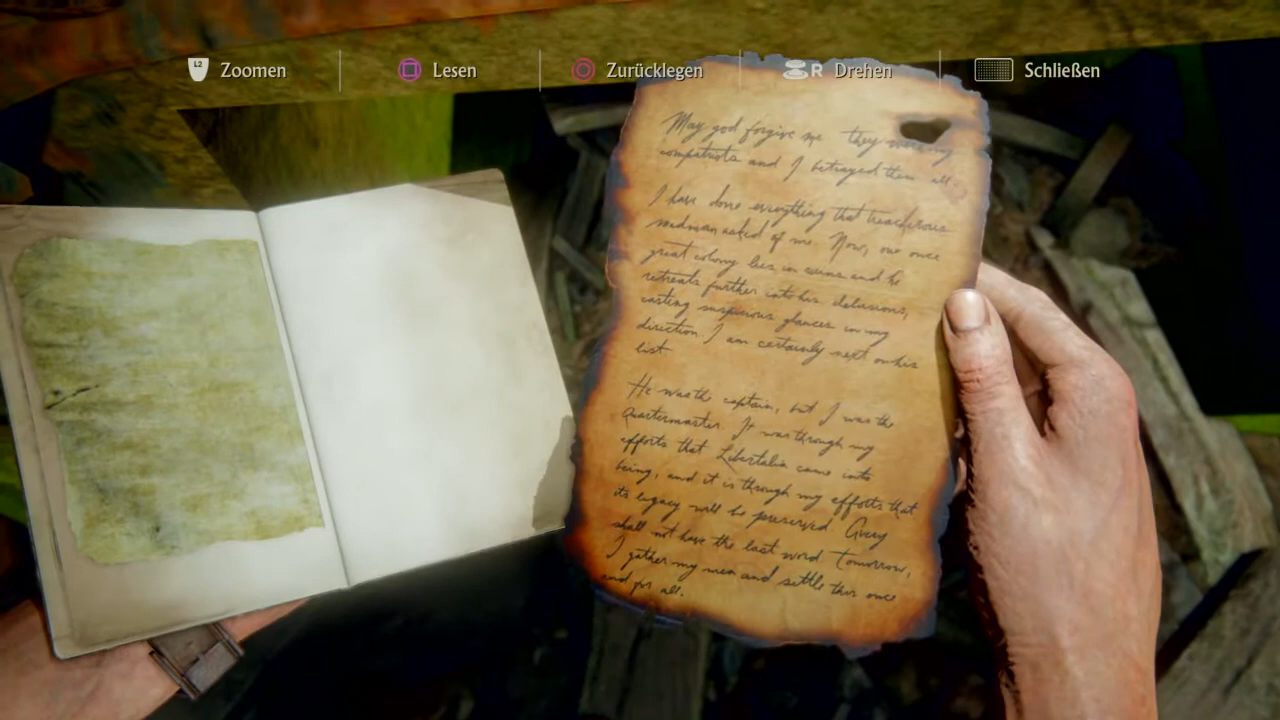 L2 Zoomen Lesen Zurücklegen R Drehen Schließen
May god forgive me they were my
compatriots and I betrayed them all.
I have done everything that treacherous
madman asked of me. Now, our once
great colony lies in ruins and he
retreats further into his delusions,
casting suspicious glances in my
direction. I am certainly next on his
list.
He was the captain, but I was the
Quartermaster. It was through my
efforts that Libertalia came into
being, and it is through my efforts that
its legacy will be preserved. Avery
shall not have the last word. Tomorrow,
I gather my men and settle this once
and for all.